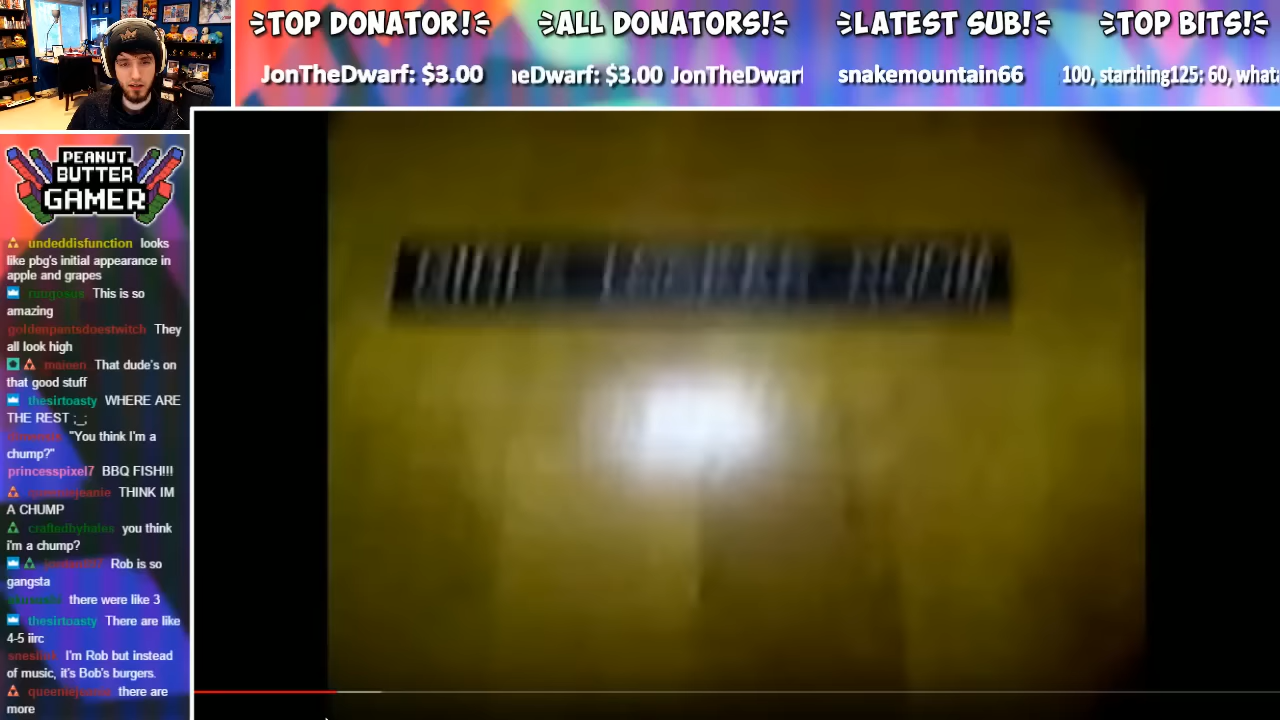 TOP DONATOR!
ALL DONATORS!
LATEST SUB!
TOP BITS!
JonTheDwarf: $3.00
eDwarf: $3.00 JonTheDwarf
snakemountain66
100, starthing125: 60, what
PEANUT
BUTTER
GAMER
undeddisfunction looks
like pbg's initial appearance in
apple and grapes
This is so
amazing
goldenpantsdoestwitch They
all look high
That dude's on
that good stuff
thesirtoasty WHERE ARE
THE REST ;_;
"You think I'm a
chump?"
princesspixel7 BBQ FISH!!!
THINK IM
A CHUMP
craftedbyhales you think
i'm a chump?
Rob is so
gangsta
there were like 3
thesirtoasty There are like
4-5 iirc
I'm Rob but instead
of music, it's Bob's burgers.
there are
more